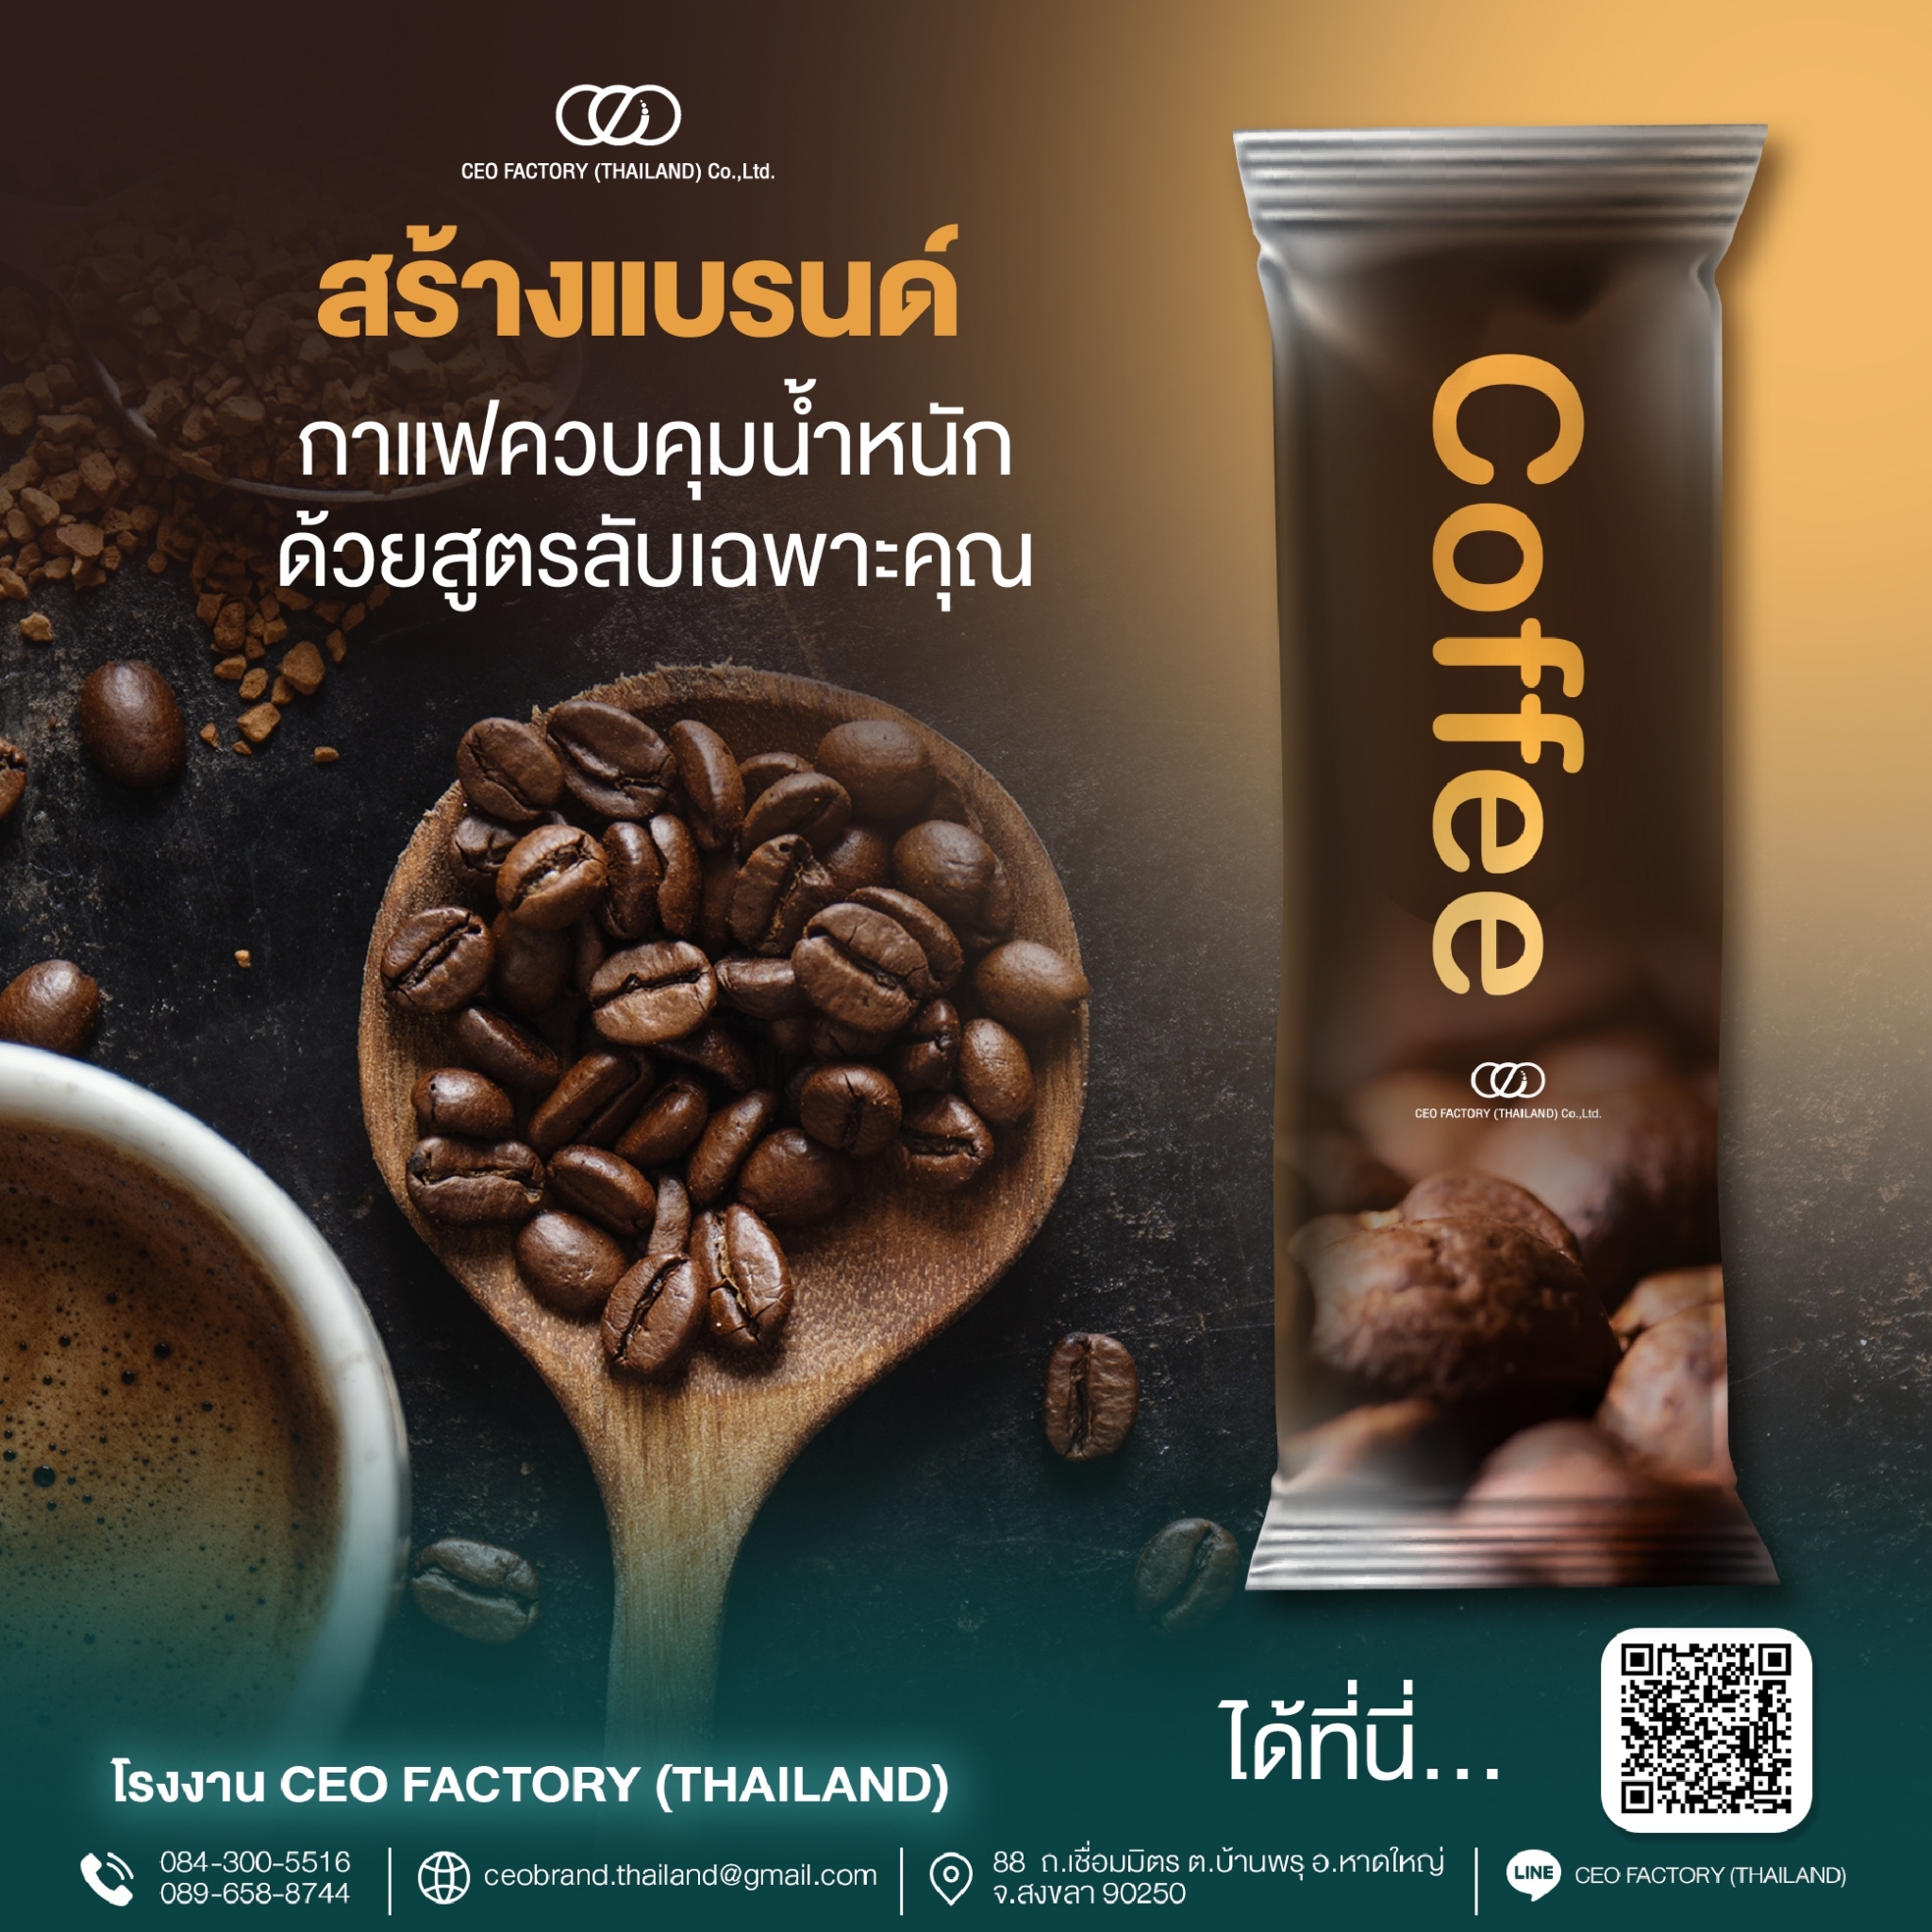 CEO FACTORY (THAILAND) Co.,Ltd.
สร้างแบรนด์
กาแฟควบคุมน้ำหนัก
ด้วยสูตรลับเฉพาะคุณ
Coffee
CEO FACTORY (THAILAND) Co.,Ltd.
ได้ที่นี่...
โรงงาน CEO FACTORY (THAILAND)
084-300-5516
089-658-8744
ceobrand.thailand@gmail.com
88 ถ.เชื่อมมิตร ต.บ้านพรุ อ.หาดใหญ่
จ.สงขลา 90250
LINE
CEO FACTORY (THAILAND)